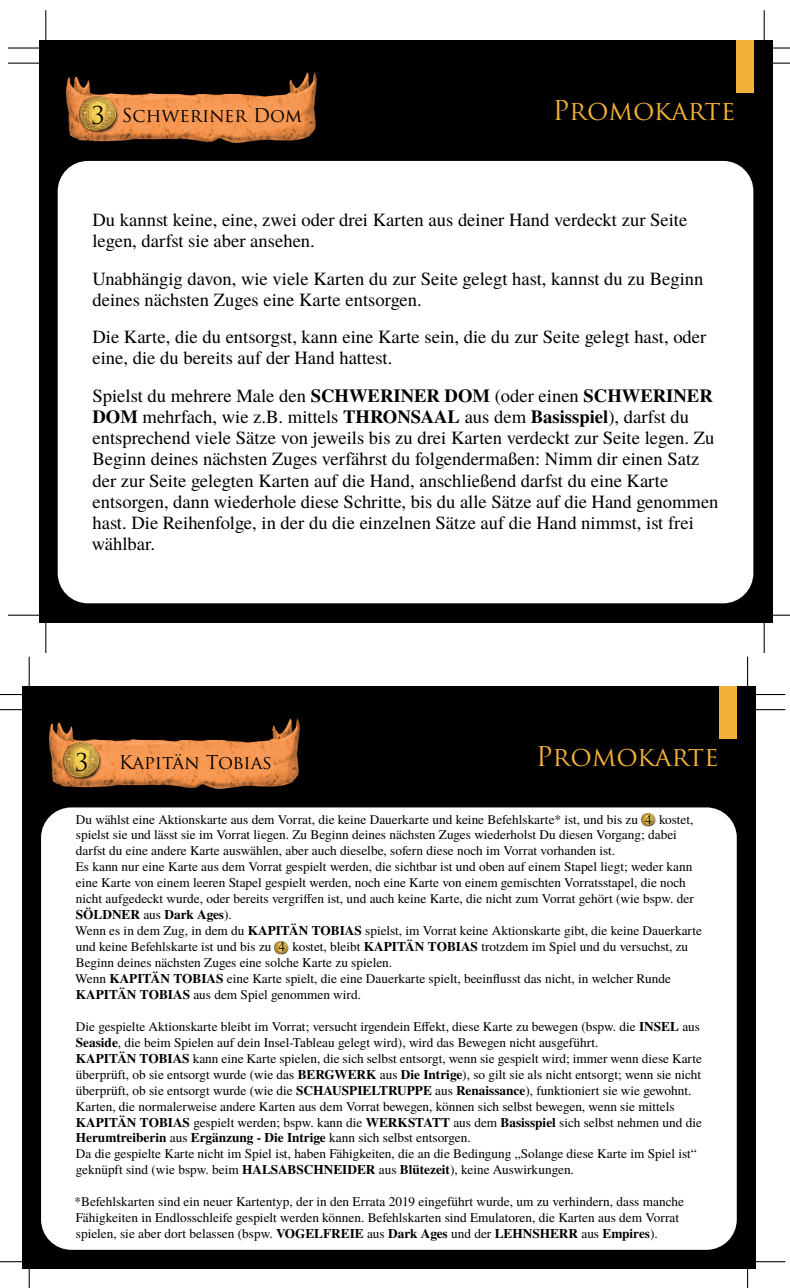 3 Schweriner Dom
Promokarte
Du kannst keine, eine, zwei oder drei Karten aus deiner Hand verdeckt zur Seite
legen, darfst sie aber ansehen.
Unabhängig davon, wie viele Karten du zur Seite gelegt hast, kannst du zu Beginn
deines nächsten Zuges eine Karte entsorgen.
Die Karte, die du entsorgst, kann eine Karte sein, die du zur Seite gelegt hast, oder
eine, die du bereits auf der Hand hattest.
Spielst du mehrere Male den SCHWERINER DOM (oder einen SCHWERINER
DOM mehrfach, wie z.B. mittels THRONSAAL aus dem Basisspiel), darfst du
entsprechend viele Sätze von jeweils bis zu drei Karten verdeckt zur Seite legen. Zu
Beginn deines nächsten Zuges verfährst du folgendermaßen: Nimm dir einen Satz
der zur Seite gelegten Karten auf die Hand, anschließend darfst du eine Karte
entsorgen, dann wiederhole diese Schritte, bis du alle Sätze auf die Hand genommen
hast. Die Reihenfolge, in der du die einzelnen Sätze auf die Hand nimmst, ist frei
wählbar.
3 Kapitän Tobias
Promokarte
Du wählst eine Aktionskarte aus dem Vorrat, die keine Dauerkarte und keine Befehlskarte* ist, und bis zu 4 kostet,
spielst sie und lässt sie im Vorrat liegen. Zu Beginn deines nächsten Zuges wiederholst Du diesen Vorgang; dabei
darfst du eine andere Karte auswählen, aber auch dieselbe, sofern diese noch im Vorrat vorhanden ist.
Es kann nur eine Karte aus dem Vorrat gespielt werden, die sichtbar ist und oben auf einem Stapel liegt; weder kann
eine Karte von einem leeren Stapel gespielt werden, noch eine Karte von einem gemischten Vorratsstapel, die noch
nicht aufgedeckt wurde, oder bereits vergriffen ist, und auch keine Karte, die nicht zum Vorrat gehört (wie bspw. der
SÖLDNER aus Dark Ages).
Wenn es in dem Zug, in dem du KAPITÄN TOBIAS spielst, im Vorrat keine Aktionskarte gibt, die keine Dauerkarte
und keine Befehlskarte ist und bis zu 4 kostet, bleibt KAPITÄN TOBIAS trotzdem im Spiel und du versuchst, zu
Beginn deines nächsten Zuges eine solche Karte zu spielen.
Wenn KAPITÄN TOBIAS eine Karte spielt, die eine Dauerkarte spielt, beeinflusst das nicht, in welcher Runde
KAPITÄN TOBIAS aus dem Spiel genommen wird.
Die gespielte Aktionskarte bleibt im Vorrat; versucht irgendein Effekt, diese Karte zu bewegen (bspw. die INSEL aus
Seaside, die beim Spielen auf dein Insel-Tableau gelegt wird), wird das Bewegen nicht ausgeführt.
KAPITÄN TOBIAS kann eine Karte spielen, die sich selbst entsorgt, wenn sie gespielt wird; immer wenn diese Karte
überprüft, ob sie entsorgt wurde (wie das BERGWERK aus Die Intrige), so gilt sie als nicht entsorgt; wenn sie nicht
überprüft, ob sie entsorgt wurde (wie die SCHAUSPIELTRUPPE aus Renaissance), funktioniert sie wie gewohnt.
Karten, die normalerweise andere Karten aus dem Vorrat bewegen, können sich selbst bewegen, wenn sie mittels
KAPITÄN TOBIAS gespielt werden; bspw. kann die WERKSTATT aus dem Basisspiel sich selbst nehmen und die
Herumtreiberin aus Ergänzung - Die Intrige kann sich selbst entsorgen.
Da die gespielte Karte nicht im Spiel ist, haben Fähigkeiten, die an die Bedingung „Solange diese Karte im Spiel ist“
geknüpft sind (wie bspw. beim HALSABSCHNEIDER aus Blütezeit), keine Auswirkungen.
*Befehlskarten sind ein neuer Kartentyp, der in den Errata 2019 eingeführt wurde, um zu verhindern, dass manche
Fähigkeiten in Endlosschleife gespielt werden können. Befehlskarten sind Emulatoren, die Karten aus dem Vorrat
spielen, sie aber dort belassen (bspw. VOGELFREIE aus Dark Ages und der LEHNSHERR aus Empires).